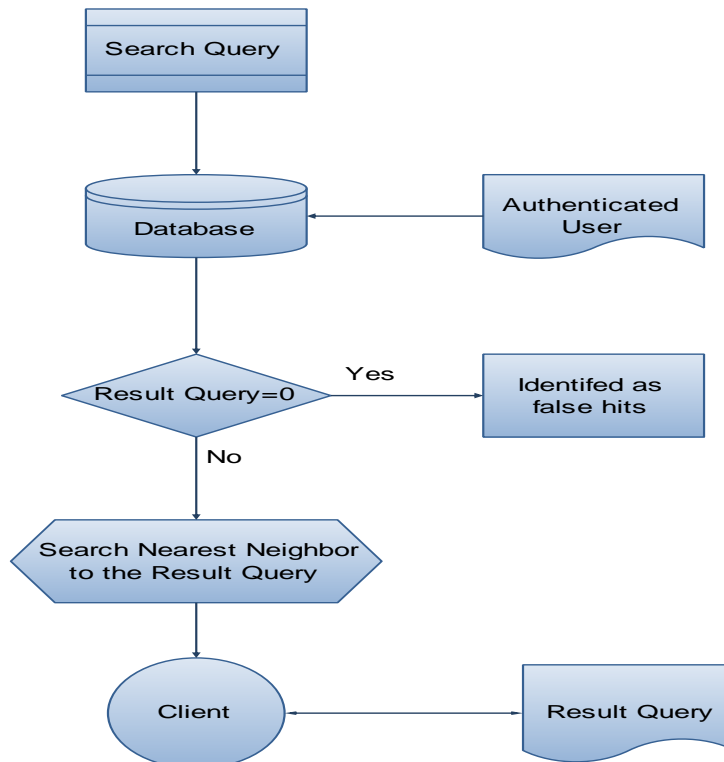 Search Query
Database
Authenticated
User
Result Query=0
Yes
Identifed as
false hits
No
Search Nearest Neighbor
to the Result Query
Client
Result Query